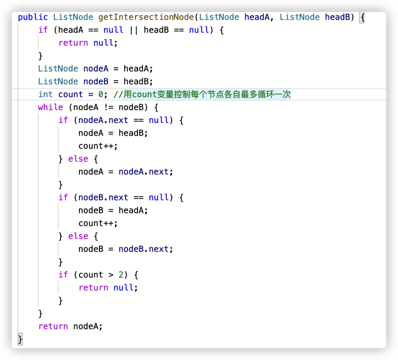 public ListNode getIntersectionNode(ListNode headA, ListNode headB) {
    if (headA == null || headB == null) {
        return null;
    }
    ListNode nodeA = headA;
    ListNode nodeB = headB;
    int count = 0; //用count变量控制每个节点各自最多循环一次
    while (nodeA != nodeB) {
        if (nodeA.next == null) {
            nodeA = headB;
            count++;
        } else {
            nodeA = nodeA.next;
        }
        if (nodeB.next == null) {
            nodeB = headA;
            count++;
        } else {
            nodeB = nodeB.next;
        }
        if (count > 2) {
            return null;
        }
    }
    return nodeA;
}